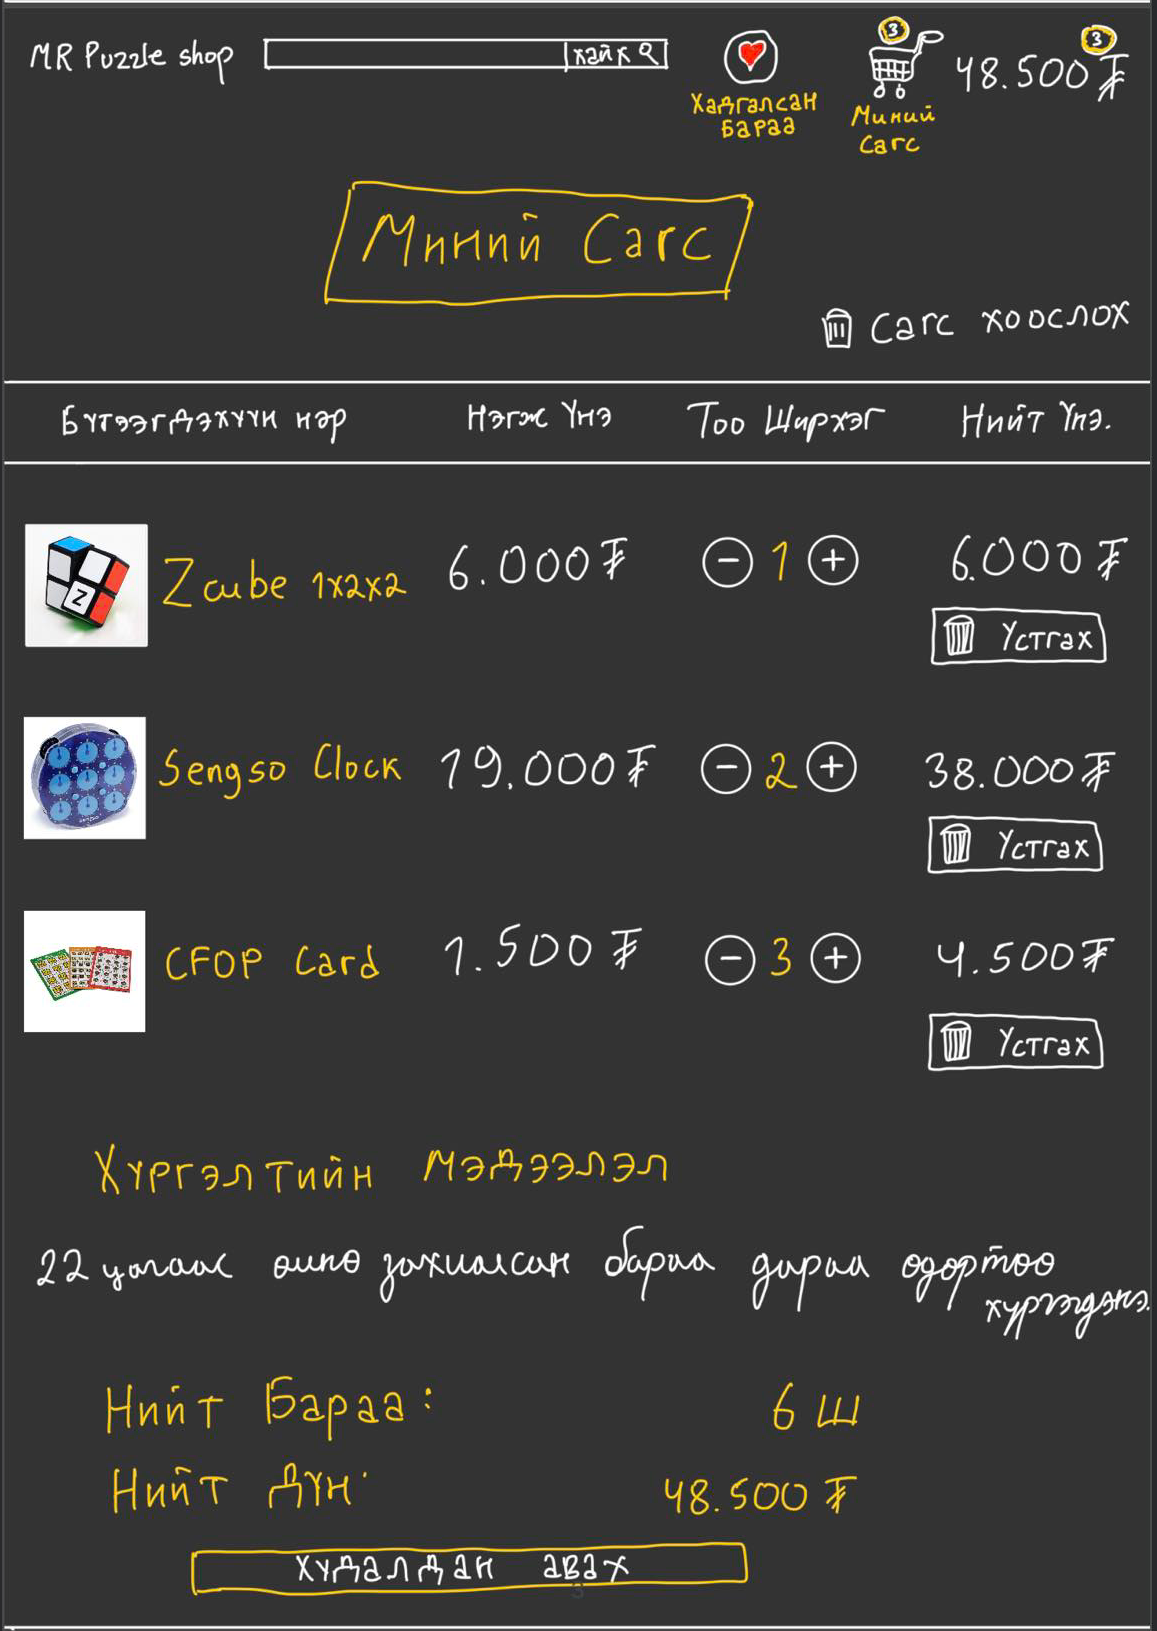 MR Puzzle shop
хайх
Хадгалсан
Бараа
3
Миний
Сагс
3
48.500₮
Миний Сагс
Сагс хоослох
Бүтээгдэхүүн нэр Нэгж Үнэ Тоо Ширхэг Нийт Үнэ.
Z cube 1x2x2 6.000₮ − 1 + 6.000₮
Z
Устгах
Sengso Clock 19.000₮ − 2 + 38.000₮
Устгах
CFOP Card 1.500₮ − 3 + 4.500₮
Устгах
Хүргэлтийн мэдээлэл
22 цагаас өмнө захиалсан бараа дараа өдөртөө
хүргэгдэнэ.
Нийт Бараа: 6 ш
Нийт дүн: 48.500₮
Худалдан авах
3